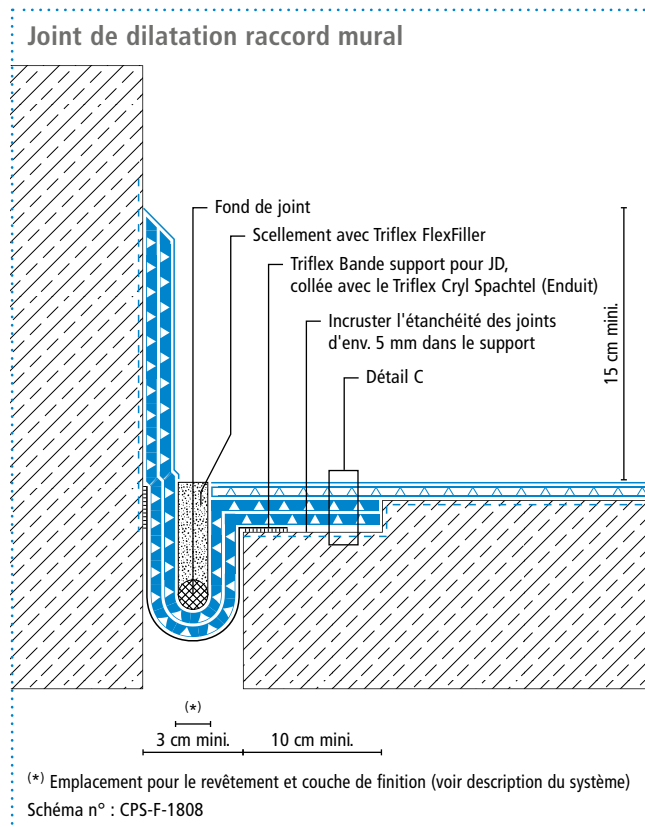 Joint de dilatation raccord mural
Fond de joint
Scellement avec Triflex FlexFiller
Triflex Bande support pour JD,
collée avec le Triflex Cryl Spachtel (Enduit)
Incruster l'étanchéité des joints
d'env. 5 mm dans le support
Détail C
15 cm mini.
(*)
3 cm mini.
10 cm mini.
(*) Emplacement pour le revêtement et couche de finition (voir description du système)
Schéma n° : CPS-F-1808